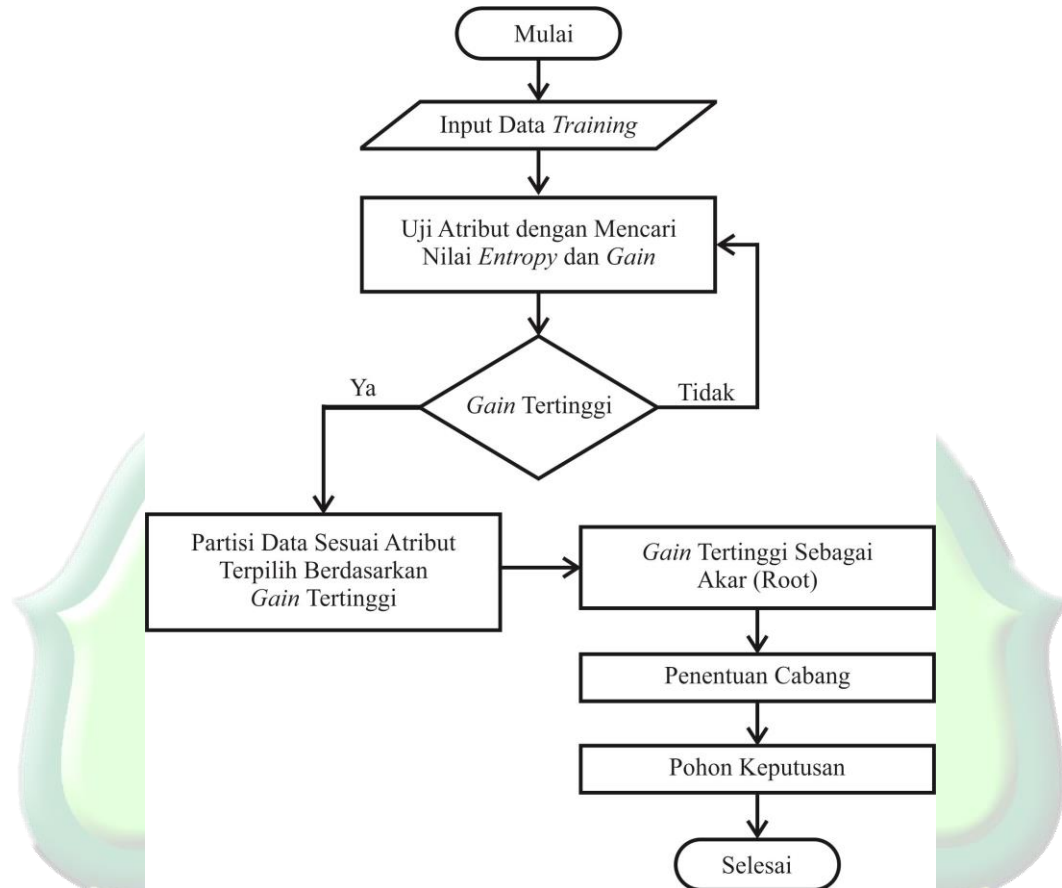 Mulai
Input Data Training
Uji Atribut dengan Mencari
Nilai Entropy dan Gain
Ya
Gain Tertinggi
Tidak
Partisi Data Sesuai Atribut
Terpilih Berdasarkan
Gain Tertinggi
Gain Tertinggi Sebagai
Akar (Root)
Penentuan Cabang
Pohon Keputusan
Selesai